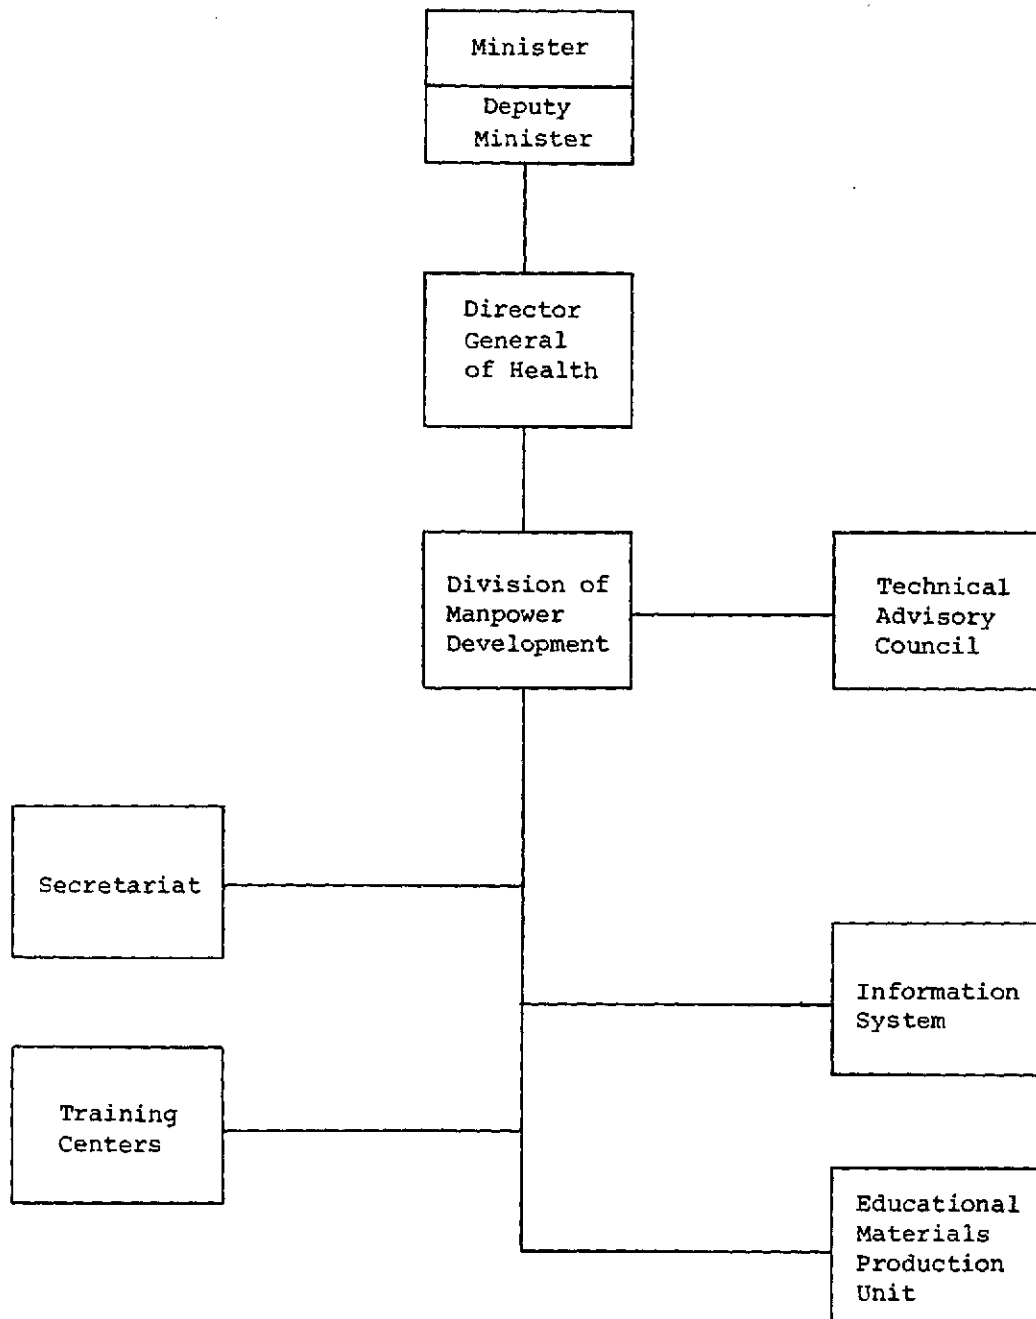 Minister
Deputy
Minister
Director
General
of Health
Division of
Manpower
Development
Technical
Advisory
Council
Secretariat
Information
System
Training
Centers
Educational
Materials
Production
Unit